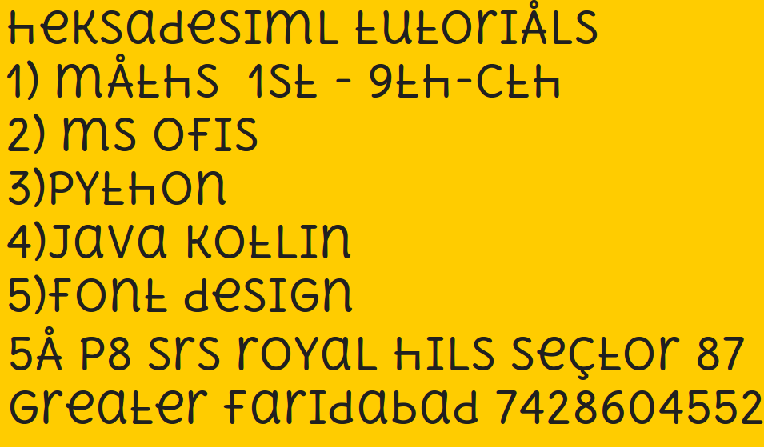 heksadesiml tutoriåls
1) måths 1st - 9th-cth
2) ms ofis
3)python
4)java kotlin
5)font design
5å p8 srs royal hils seçtor 87
greater faridabad 7428604552